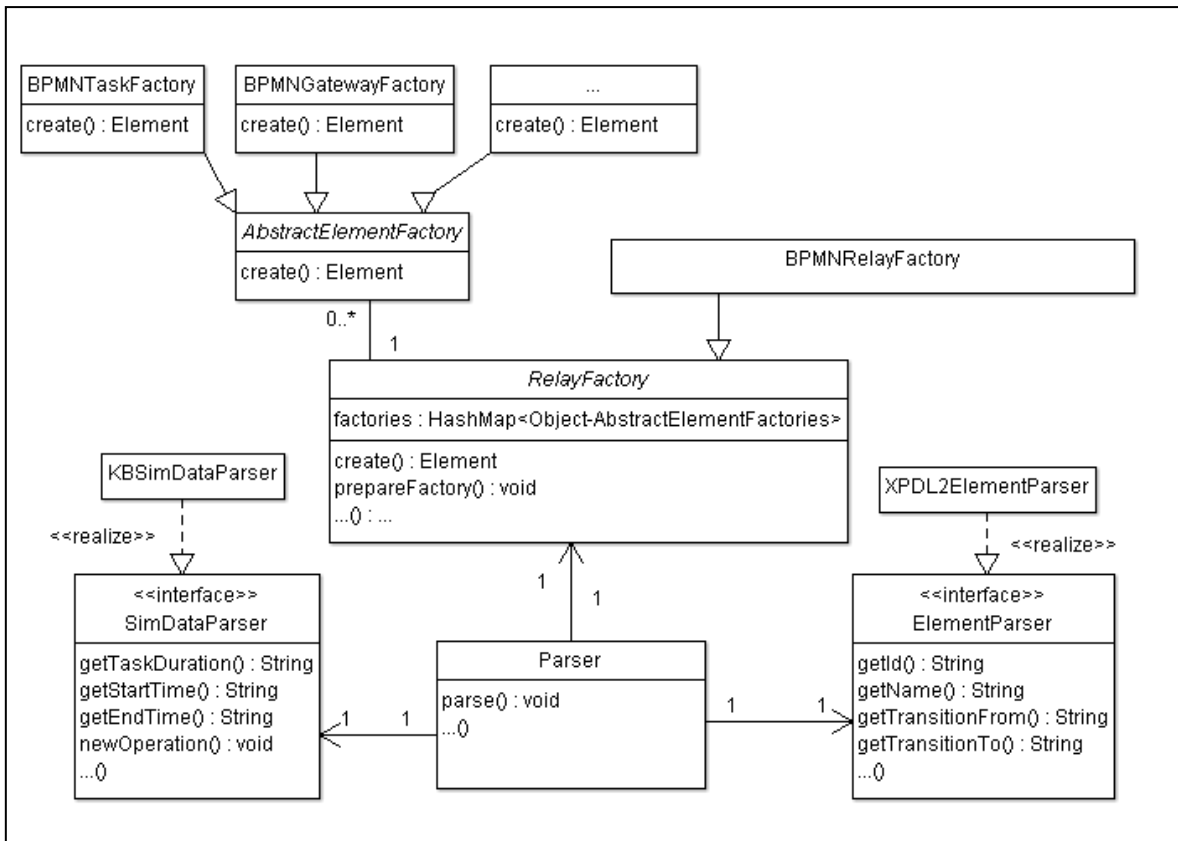 BPMNTaskFactory
create() : Element
BPMNGatewayFactory
create() : Element
...
create() : Element
AbstractElementFactory
create() : Element
0..*
1
BPMNRelayFactory
RelayFactory
factories : HashMap<Object-AbstractElementFactories>
create() : Element
prepareFactory() : void
...() : ...
KBSimDataParser
<<realize>>
XPDL2ElementParser
<<realize>>
<<interface>>
SimDataParser
getTaskDuration() : String
getStartTime() : String
getEndTime() : String
newOperation() : void
...()
1
1
Parser
parse() : void
...()
1
1
1
1
<<interface>>
ElementParser
getId() : String
getName() : String
getTransitionFrom() : String
getTransitionTo() : String
...()